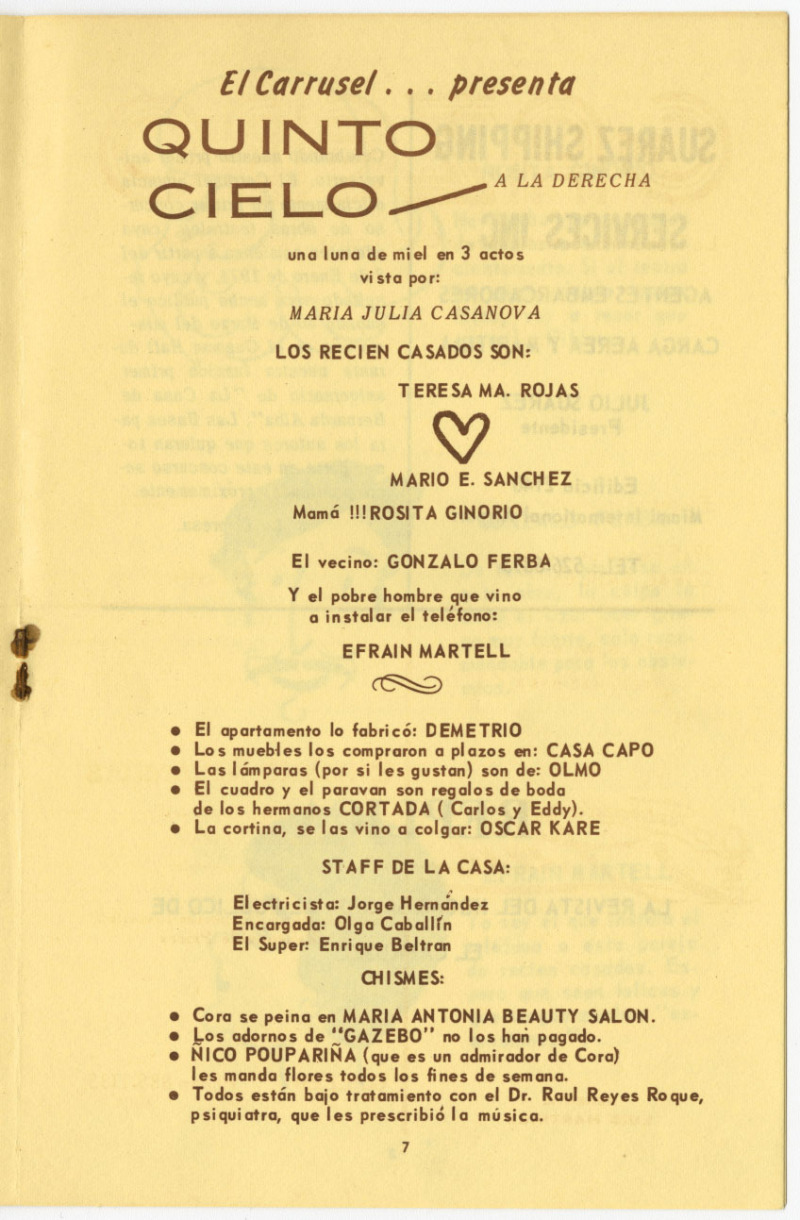 El Carrusel . . . presenta
QUINTO
CIELO A LA DERECHA
una luna de miel en 3 actos
vista por:
MARIA JULIA CASANOVA
LOS RECIEN CASADOS SON:
TERESA MA. ROJAS
MARIO E. SANCHEZ
Mamá !!!ROSITA GINORIO
El vecino: GONZALO FERBA
Y el pobre hombre que vino
a instalar el teléfono:
EFRAIN MARTELL
● El apartamento lo fabricó: DEMETRIO
● Los muebles los compraron a plazos en: CASA CAPO
● Las lámparas (por si les gustan) son de: OLMO
● El cuadro y el paravan son regalos de boda
de los hermanos CORTADA ( Carlos y Eddy).
● La cortina, se las vino a colgar: OSCAR KARE
STAFF DE LA CASA:
Electricista: Jorge Hernández
Encargada: Olga Caballín
El Super: Enrique Beltran
CHISMES:
● Cora se peina en MARIA ANTONIA BEAUTY SALON.
● Los adornos de "GAZEBO" no los han pagado.
● ÑICO POUPARIÑA (que es un admirador de Cora)
les manda flores todos los fines de semana.
● Todos están bajo tratamiento con el Dr. Raul Reyes Roque,
psiquiatra, que les prescribió la música.
7